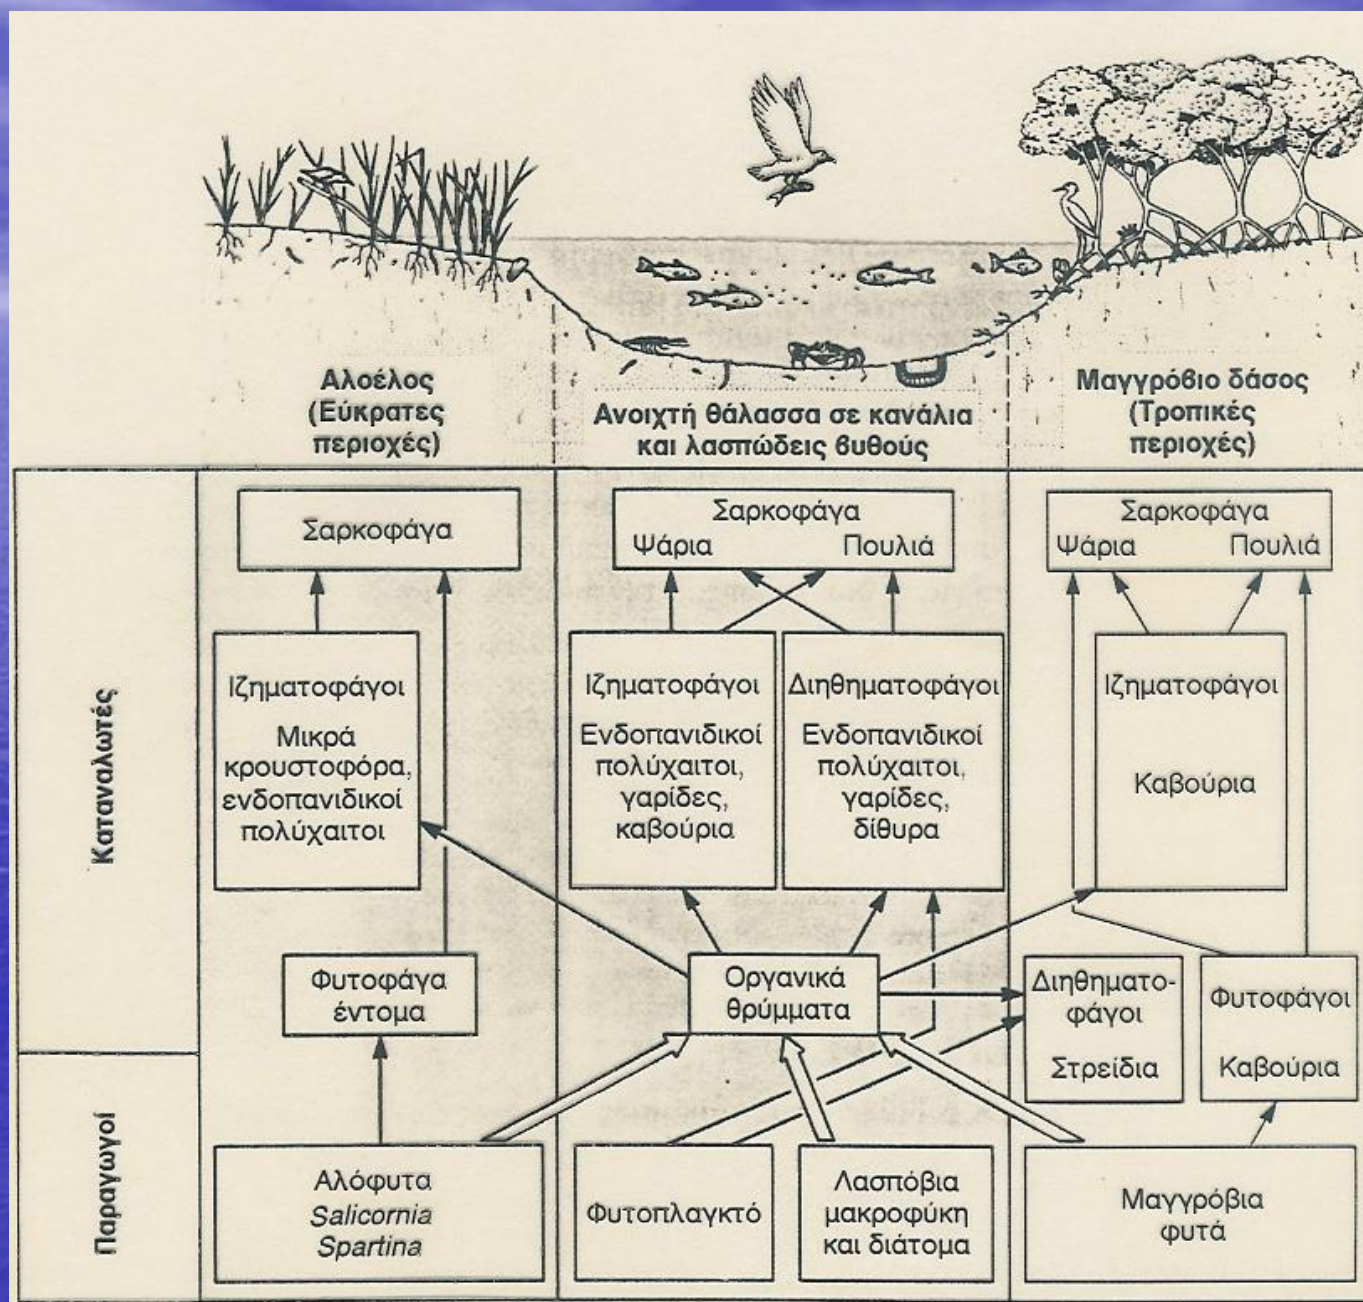 Αλοέλος
(Εύκρατες
περιοχές)
Ανοιχτή θάλασσα σε κανάλια
και λασπώδεις βυθούς
Μαγγρόβιο δάσος
(Τροπικές
περιοχές)
Καταναλωτές
Σαρκοφάγα
Σαρκοφάγα
Ψάρια Πουλιά
Σαρκοφάγα
Ψάρια Πουλιά
Ιζηματοφάγοι
Μικρά
κρουστοφόρα,
ενδοπανιδικοί
πολύχαιτοι
Ιζηματοφάγοι
Ενδοπανιδικοί
πολύχαιτοι,
γαρίδες,
καβούρια
Διηθηματοφάγοι
Ενδοπανιδικοί
πολύχαιτοι,
γαρίδες,
δίθυρα
Ιζηματοφάγοι
Καβούρια
Φυτοφάγα
έντομα
Οργανικά
θρύμματα
Διηθηματο-
φάγοι
Στρείδια
Φυτοφάγοι
Καβούρια
Παραγωγοί
Αλόφυτα
Salicornia
Spartina
Φυτοπλαγκτό
Λασπόβια
μακροφύκη
και διάτομα
Μαγγρόβια
φυτά